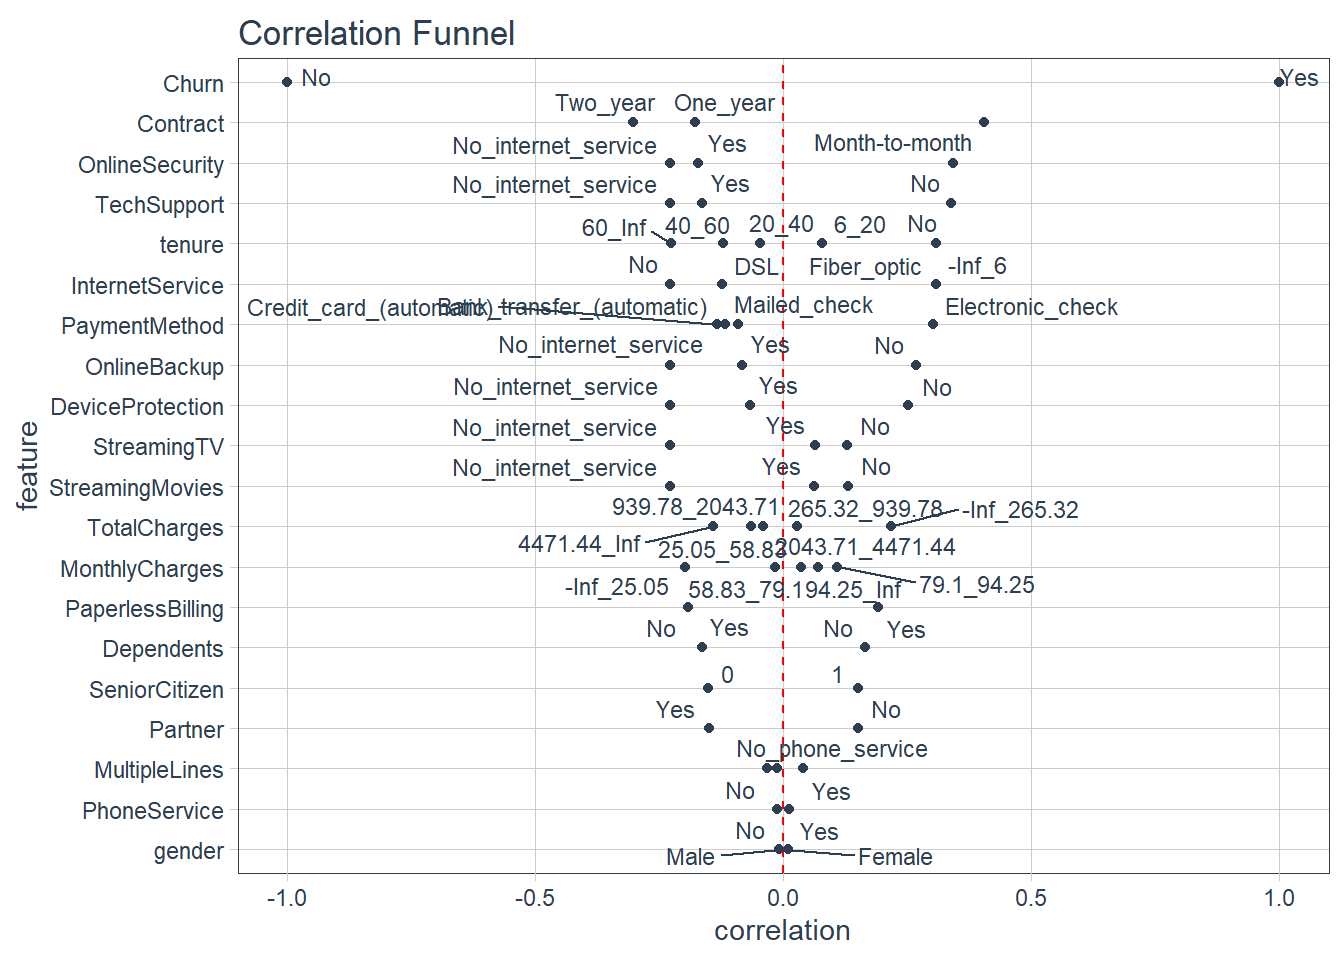 Correlation Funnel
feature
Churn
No
Yes
Contract
Two_year
One_year
Month-to-month
OnlineSecurity
No_internet_service
Yes
No
TechSupport
No_internet_service
Yes
No
tenure
60_Inf
40_60
20_40
6_20
-Inf_6
InternetService
No
DSL
Fiber_optic
PaymentMethod
Credit_card_(automatic)
Bank_transfer_(automatic)
Mailed_check
Electronic_check
OnlineBackup
No_internet_service
Yes
No
DeviceProtection
No_internet_service
Yes
No
StreamingTV
No_internet_service
Yes
No
StreamingMovies
No_internet_service
Yes
No
TotalCharges
4471.44_Inf
939.78_2043.71
2043.71_4471.44
265.32_939.78
-Inf_265.32
MonthlyCharges
-Inf_25.05
25.05_58.83
58.83_79.1
94.25_Inf
79.1_94.25
PaperlessBilling
No
Yes
Dependents
Yes
No
SeniorCitizen
0
1
Partner
Yes
No
MultipleLines
No
No_phone_service
Yes
PhoneService
No
Yes
gender
Male
Female
-1.0
-0.5
0.0
0.5
1.0
correlation